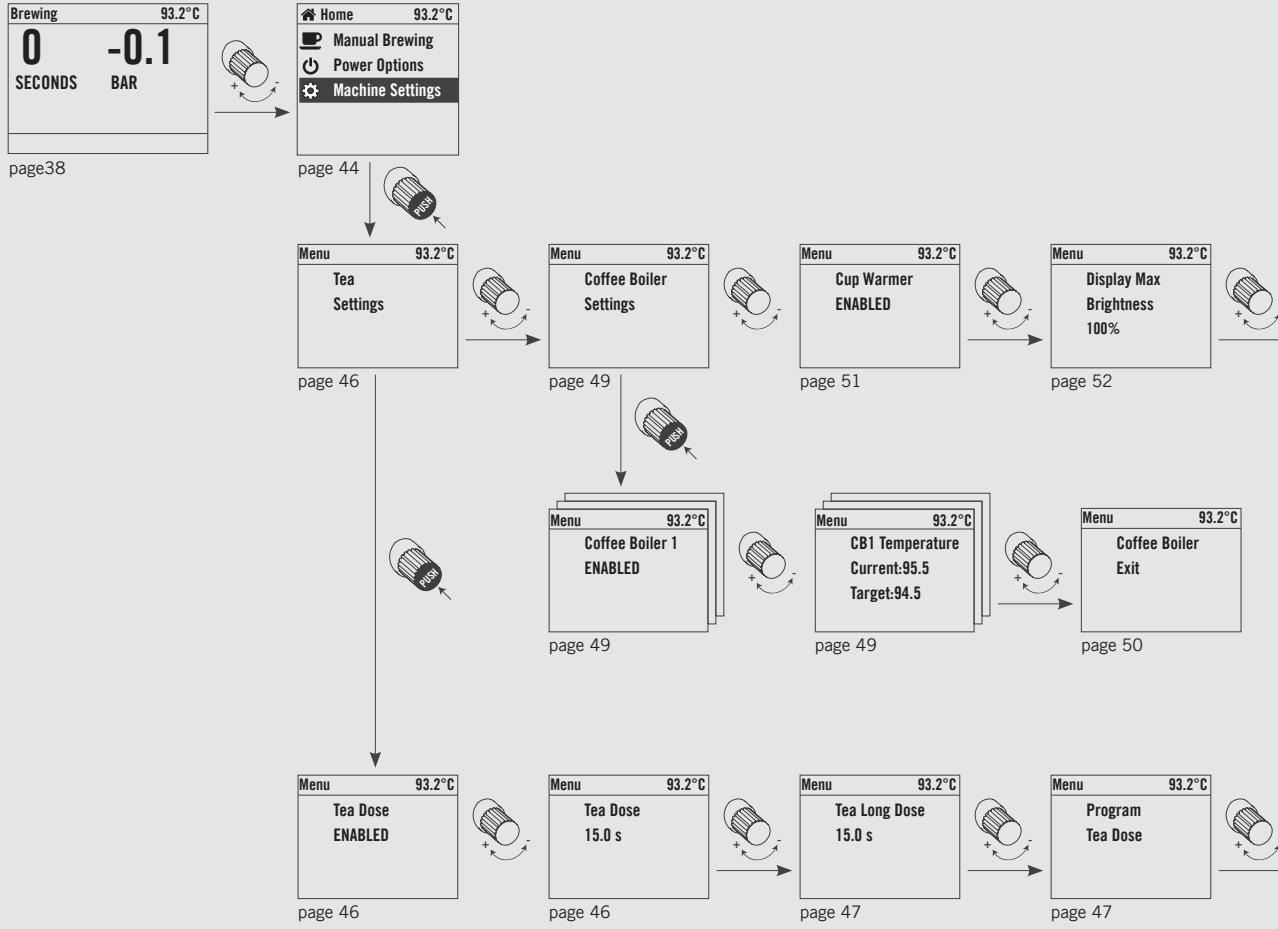 Brewing 93.2°C
0 -0.1
SECONDS BAR
page38
Home 93.2°C
Manual Brewing
Power Options
Machine Settings
page 44
+ -
PUSH
Menu 93.2°C
Tea
Settings
page 46
+ -
Menu 93.2°C
Coffee Boiler
Settings
page 49
+ -
Menu 93.2°C
Cup Warmer
ENABLED
page 51
+ -
Menu 93.2°C
Display Max
Brightness
100%
page 52
+
PUSH
PUSH
Menu 93.2°C
Coffee Boiler 1
ENABLED
page 49
+ -
Menu 93.2°C
CB1 Temperature
Current:95.5
Target:94.5
page 49
+ -
Menu 93.2°C
Coffee Boiler
Exit
page 50
Menu 93.2°C
Tea Dose
ENABLED
page 46
+ -
Menu 93.2°C
Tea Dose
15.0 s
page 46
+ -
Menu 93.2°C
Tea Long Dose
15.0 s
page 47
+ -
Menu 93.2°C
Program
Tea Dose
page 47
+